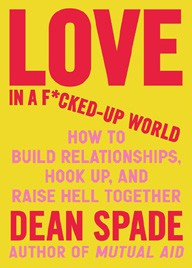 LOVE
IN A F*CKED-UP WORLD
HOW TO
BUILD RELATIONSHIPS,
HOOK UP, AND
RAISE HELL TOGETHER
DEAN SPADE
AUTHOR OF MUTUAL AID